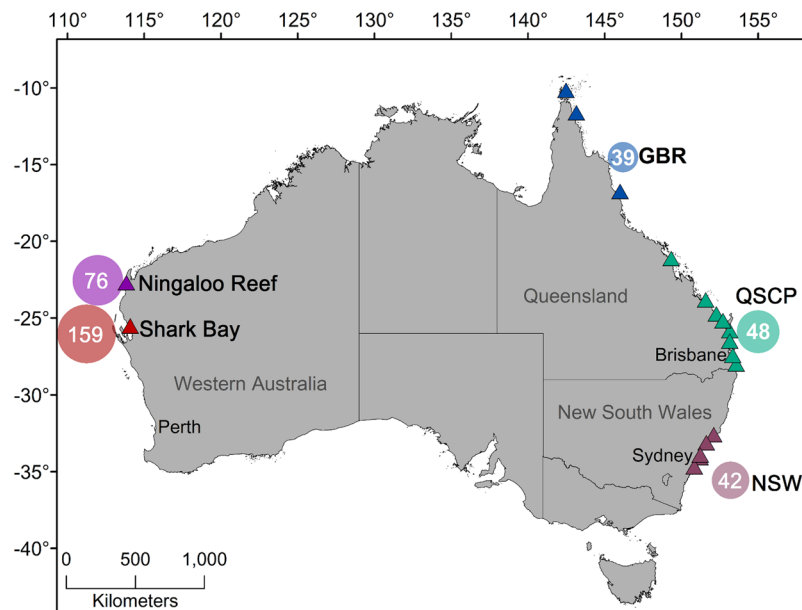 110° 115° 120° 125° 130° 135° 140° 145° 150° 155°
-10°
-15°
-20°
-25°
-30°
-35°
-40°
39 GBR
76 Ningaloo Reef
Queensland
QSCP
159 Shark Bay
48
Brisbane
Western Australia
New South Wales
Perth
Sydney
42 NSW
0 500 1,000
Kilometers